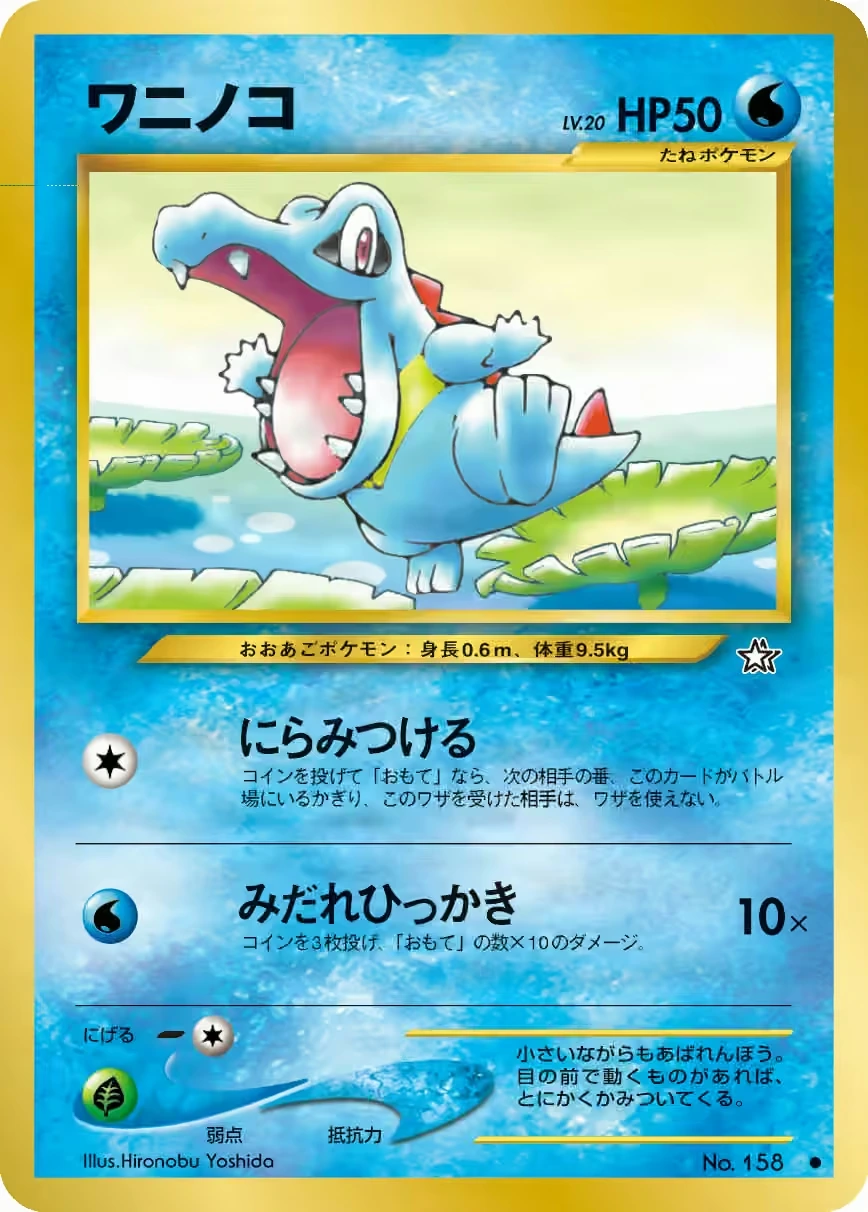 ワニノコ
LV.20 HP50
たねポケモン
おおあごポケモン：身長0.6m、体重9.5kg
にらみつける
コインを投げて「おもて」なら、次の相手の番、このカードがバトル
場にいるかぎり、このワザを受けた相手は、ワザを使えない。
みだれひっかき
10×
コインを3枚投げ、「おもて」の数×10のダメージ。
にげる
弱点
抵抗力
小さいながらもあばれんぼう。
目の前で動くものがあれば、
とにかくかみついてくる。
Illus.Hironobu Yoshida
No. 158